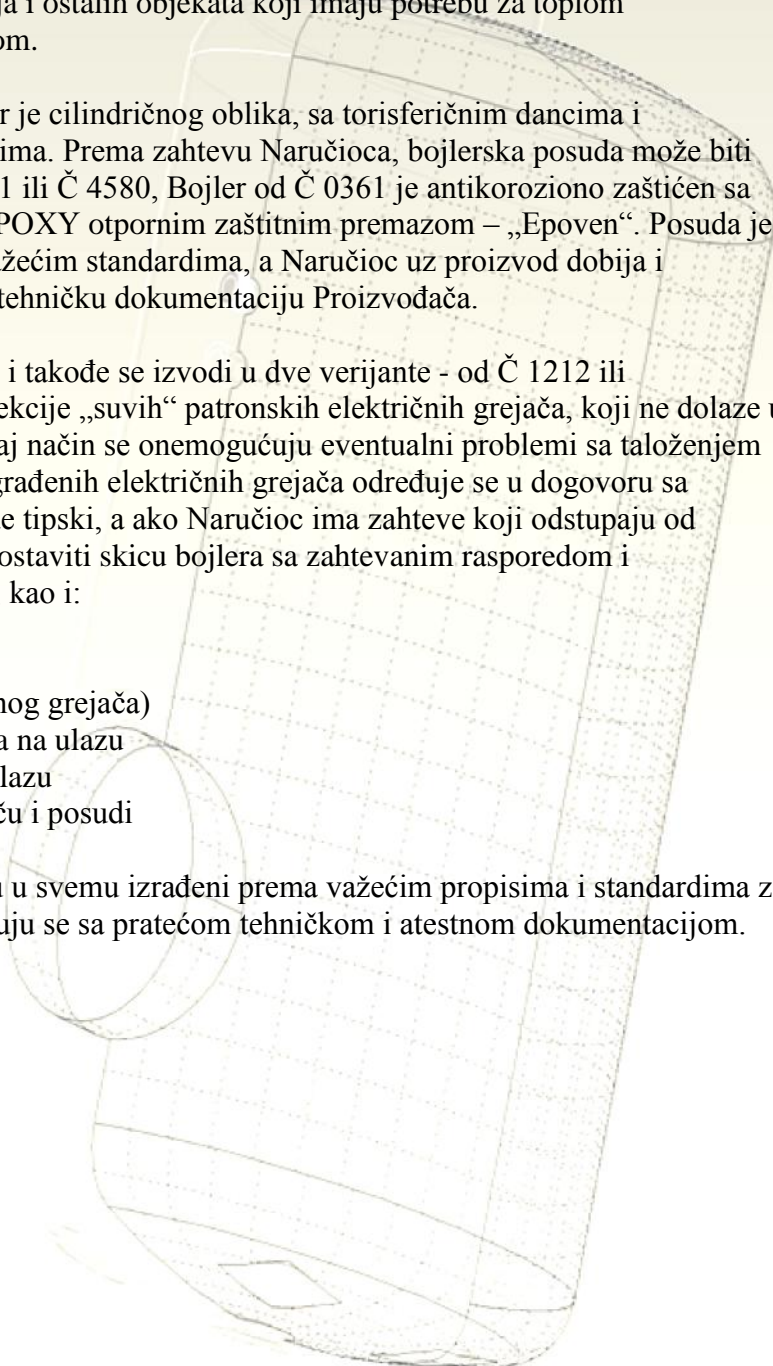 i ostalih objekata koji imaju potrebu za toplom
r je cilindričnog oblika, sa torisferičnim dancima i
ima. Prema zahtevu Naručioca, bojlerska posuda može biti
1 ili Č 4580, Bojler od Č 0361 je antikoroziono zaštićen sa
POXY otpornim zaštitnim premazom – „Epoven“. Posuda je
žećim standardima, a Naručioc uz proizvod dobija i
tehničku dokumentaciju Proizvođača.
i takođe se izvodi u dve verijante - od Č 1212 ili
ekcije „suvih“ patronskih električnih grejača, koji ne dolaze u
aj način se onemogućuju eventualni problemi sa taloženjem
građenih električnih grejača određuje se u dogovoru sa
e tipski, a ako Naručioc ima zahteve koji odstupaju od
ostaviti skicu bojlera sa zahtevanim rasporedom i
kao i:
nog grejača)
a na ulazu
lazu
ču i posudi
u svemu izrađeni prema važećim propisima i standardima z
uju se sa pratećom tehničkom i atestnom dokumentacijom.